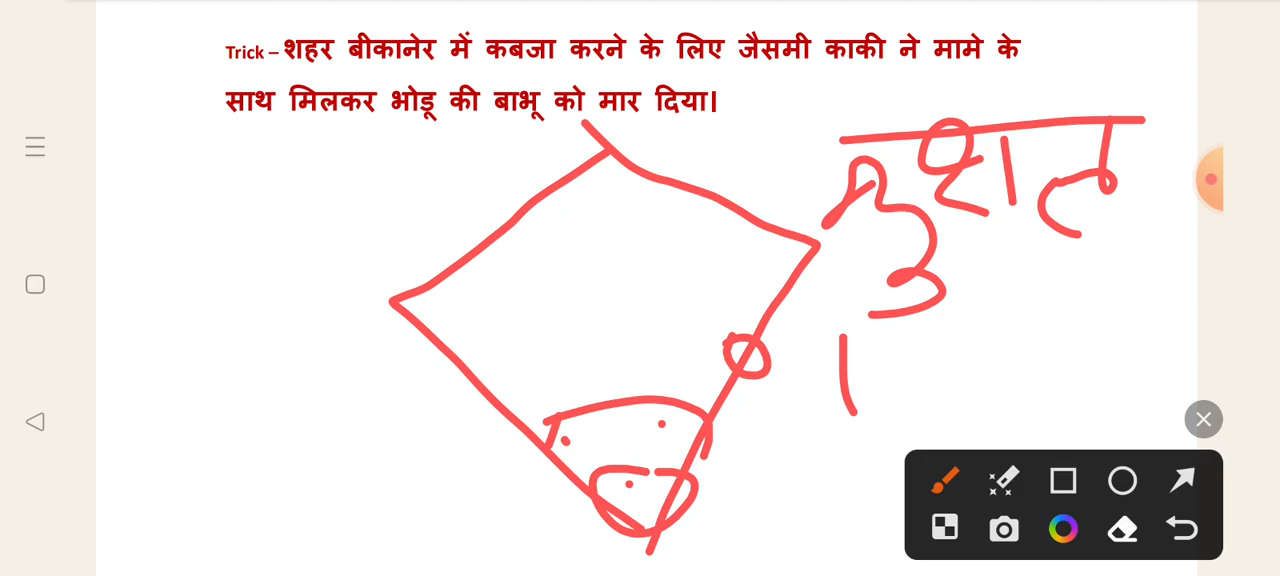 Trick – शहर बीकानेर में कबजा करने के लिए जैसमी काकी ने मामे के
साथ मिलकर भोडू की बाभू को मार दिया।